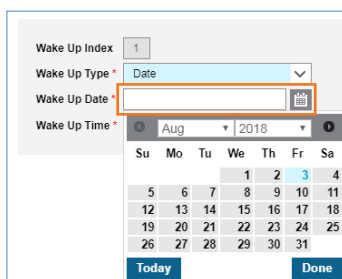 Wake Up Index 1
Wake Up Type * Date
Wake Up Date *
Wake Up Time *
Aug 2018
Su Mo Tu We Th Fr Sa
1 2 3 4
5 6 7 8 9 10 11
12 13 14 15 16 17 18
19 20 21 22 23 24 25
26 27 28 29 30 31
Today Done